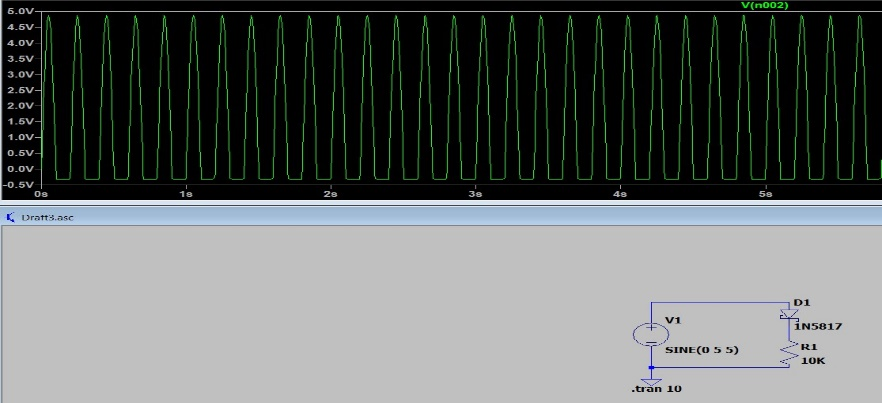 V(n002)
5.0V
4.5V
4.0V
3.5V
3.0V
2.5V
2.0V
1.5V
1.0V
0.5V
0.0V
-0.5V
0s 1s 2s 3s 4s 5s
Draft3.asc
D1
1N5817
V1
SINE(0 5 5)
R1
10K
.tran 10